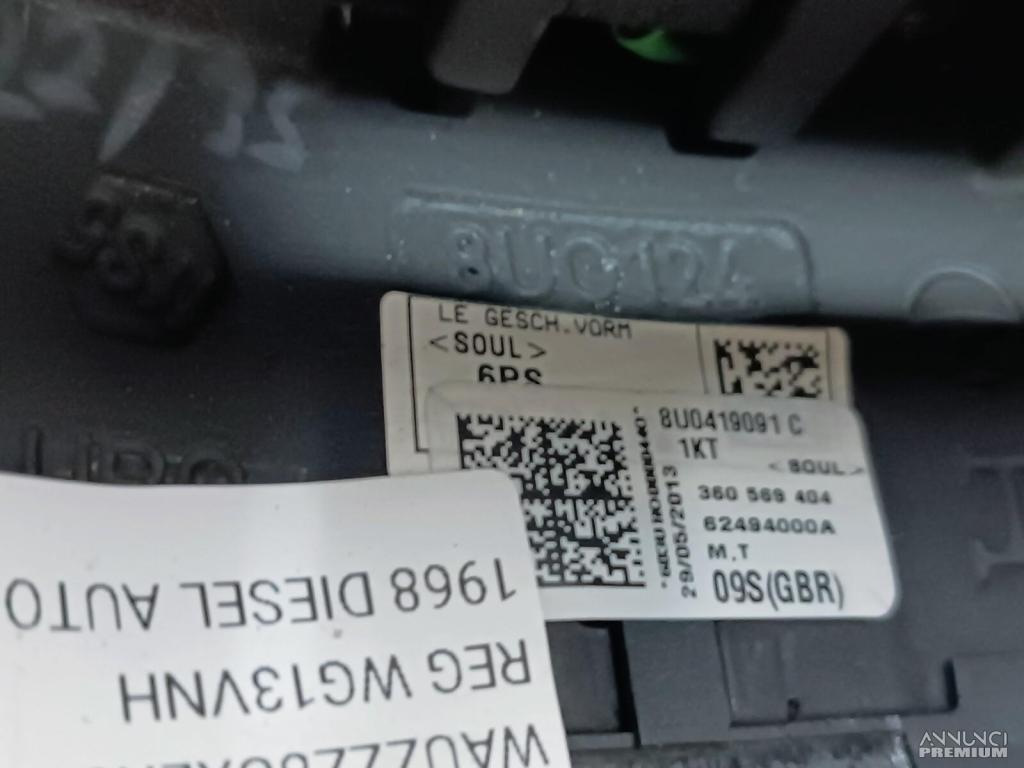 8UC124
LE GESCH.VORM
<SOUL>
6PS
8U0419091 C
1KT
<SOUL>
360 569 404
62494000A
M.T
09S(GBR)
29/05/2013
1968 DIESEL AUTO
REG WG13VNH
ANNUNCI
PREMIUM